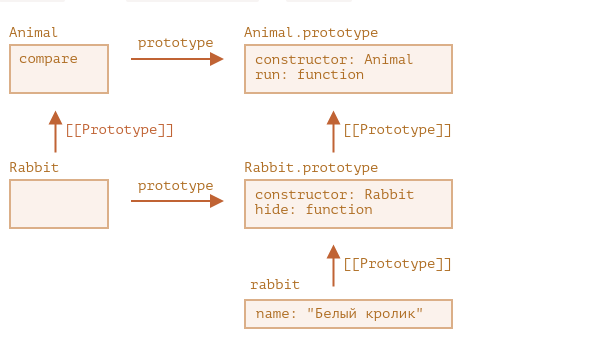 Animal
prototype
Animal.prototype
compare
constructor: Animal
run: function
[[Prototype]]
[[Prototype]]
Rabbit
prototype
Rabbit.prototype
constructor: Rabbit
hide: function
[[Prototype]]
rabbit
name: "Белый кролик"